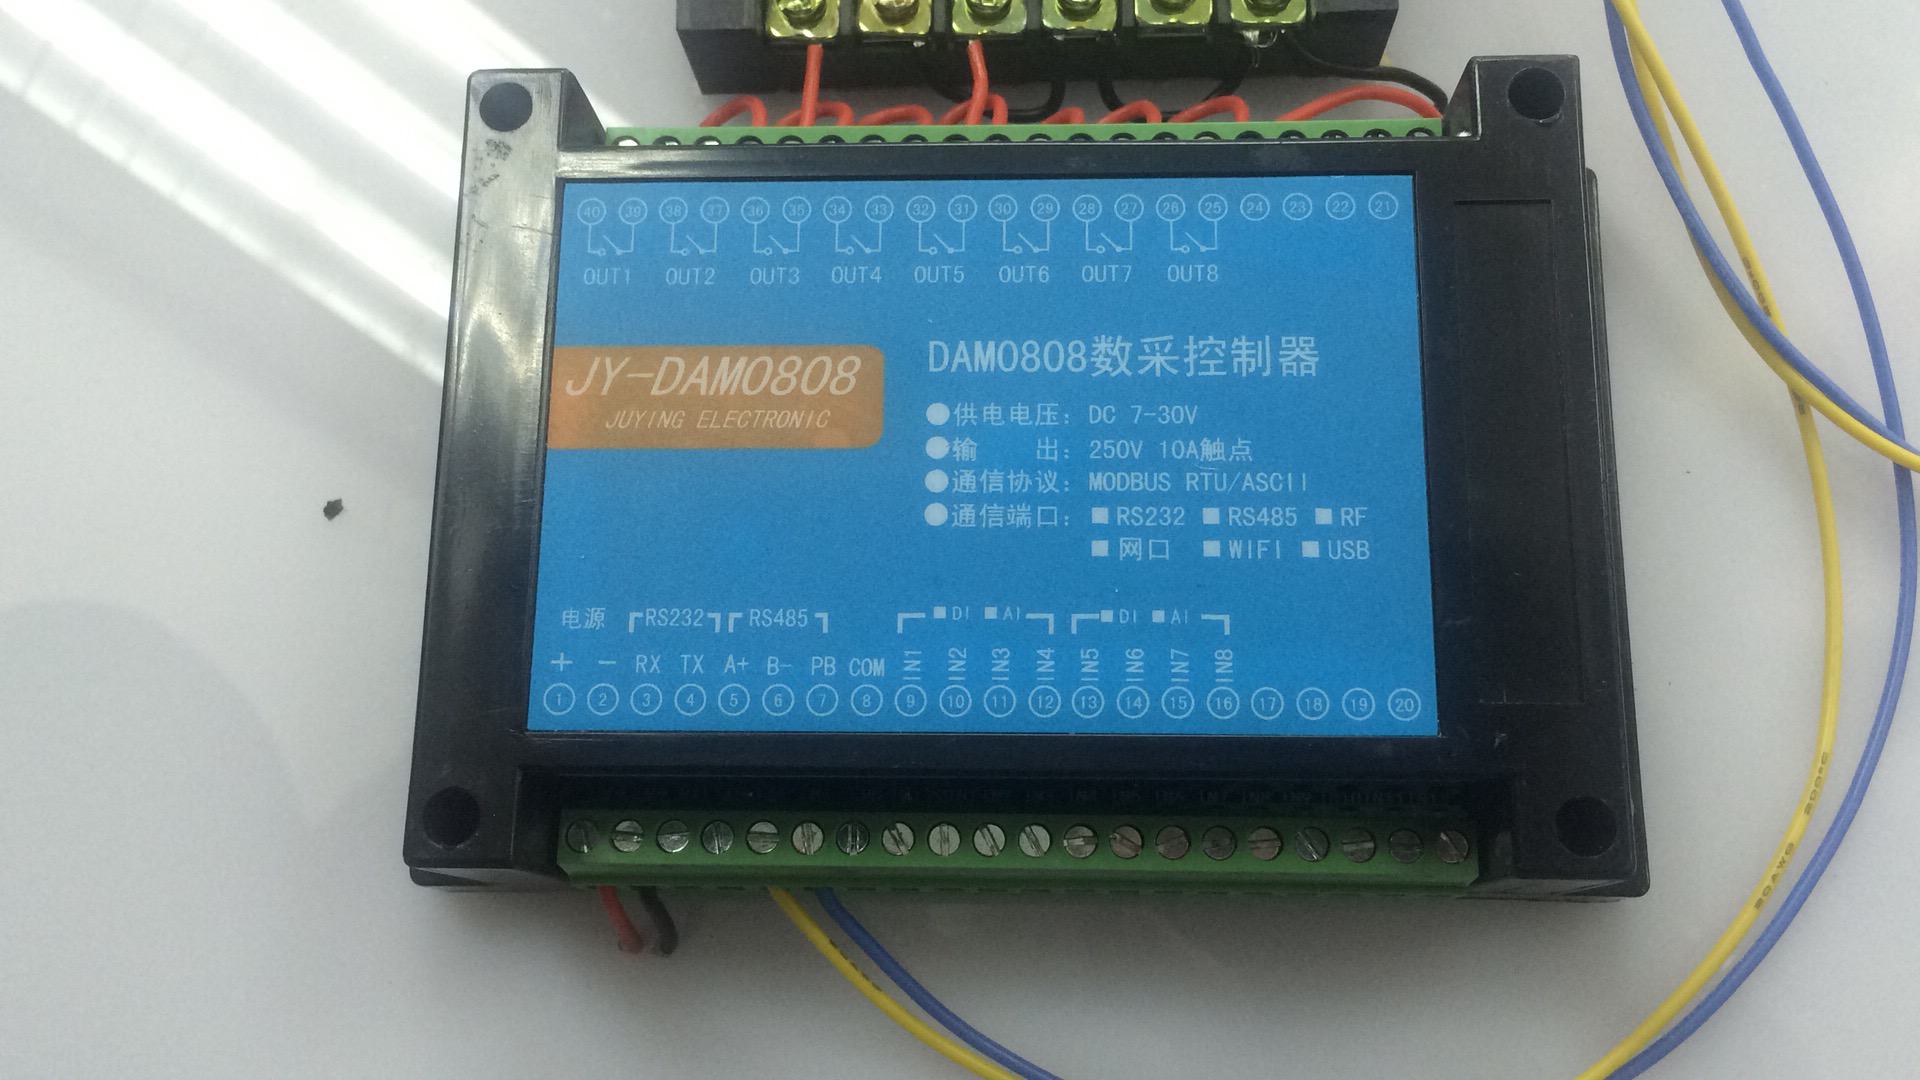 40 39 38 37 36 35 34 33 32 31 30 29 28 27 26 25 24 23 22 21
OUT1 OUT2 OUT3 OUT4 OUT5 OUT6 OUT7 OUT8
JY-DAM0808
JUYING ELECTRONIC
DAM0808数采控制器
●供电电压: DC 7-30V
●输 出: 250V 10A触点
●通信协议: MODBUS RTU/ASCII
●通信端口: ■RS232 ■RS485 ■RF
■网口 ■WIFI ■USB
电源 RS232 RS485 ■DI ■AI ■DI ■AI
+ - RX TX A+ B- PB COM IN1 IN2 IN3 IN4 IN5 IN6 IN7 IN8
1 2 3 4 5 6 7 8 9 10 11 12 13 14 15 16 17 18 19 20